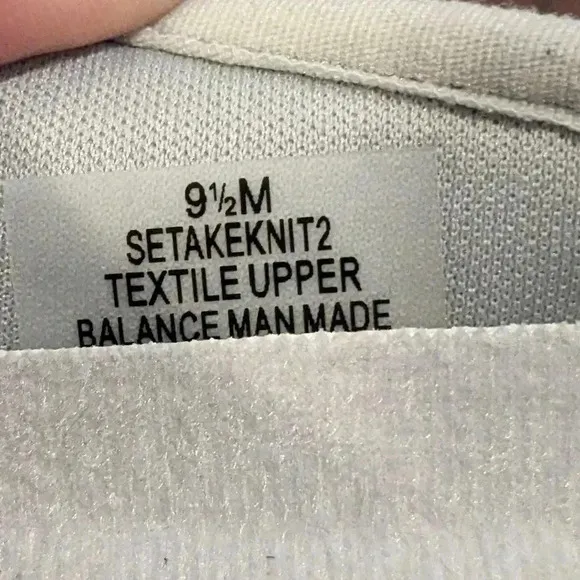 9½M
SETAKEKNIT2
TEXTILE UPPER
BALANCE MAN MADE